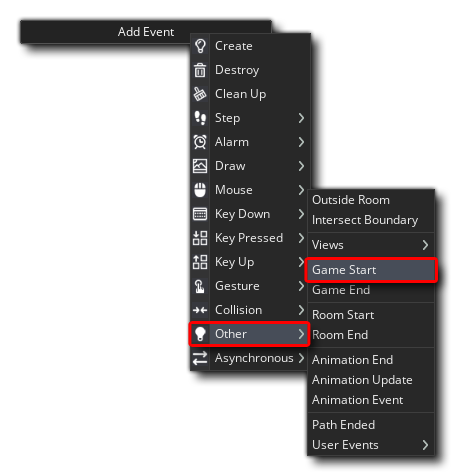 Add Event
Create
Destroy
Clean Up
Step
Alarm
Draw
Mouse
Key Down
Key Pressed
Key Up
Gesture
Collision
Other
Asynchronous
Outside Room
Intersect Boundary
Views
Game Start
Game End
Room Start
Room End
Animation End
Animation Update
Animation Event
Path Ended
User Events